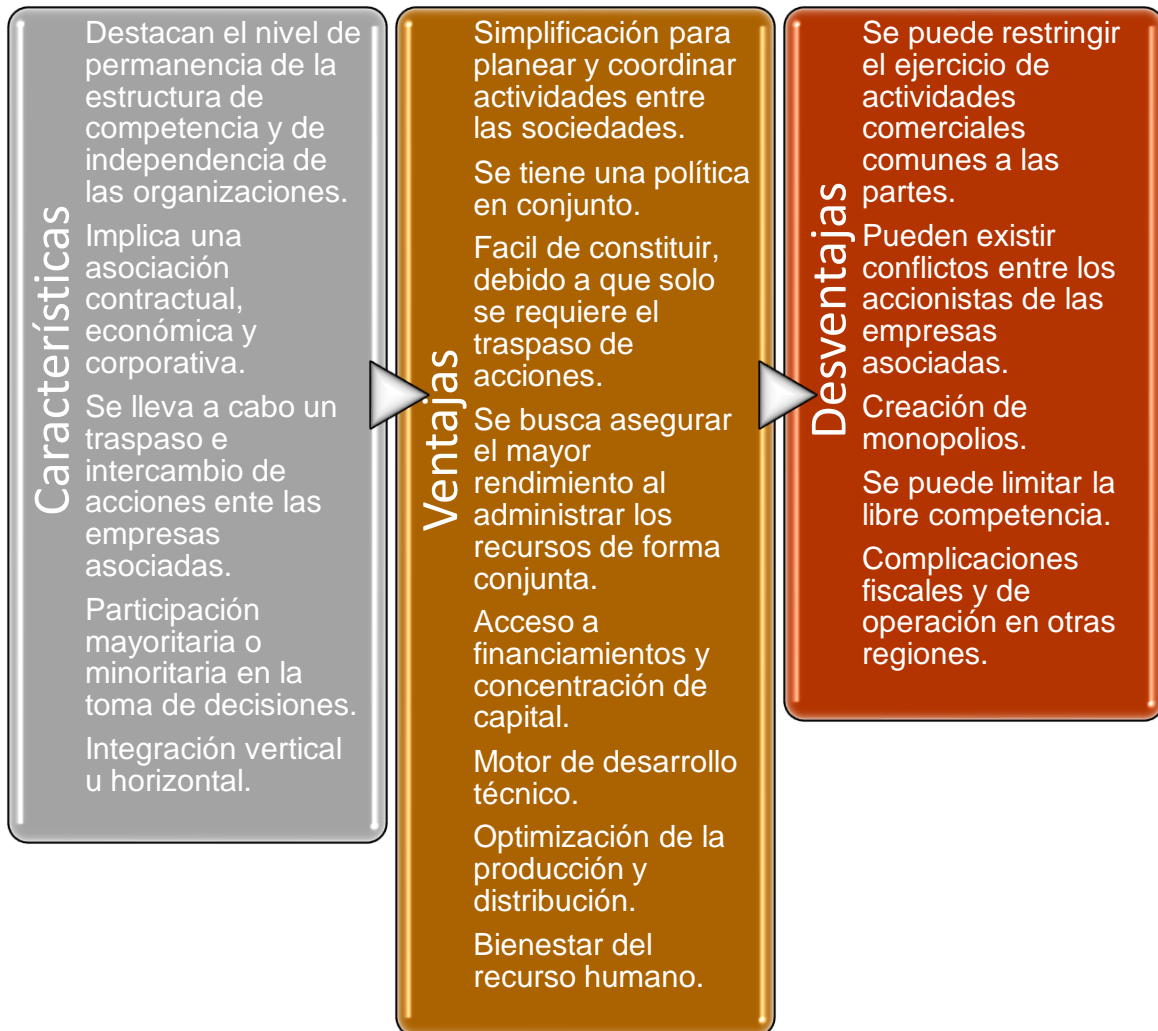 Características
Destacan el nivel de
permanencia de la
estructura de
competencia y de
independencia de
las organizaciones.
Implica una
asociación
contractual,
económica y
corporativa.
Se lleva a cabo un
traspaso e
intercambio de
acciones ente las
empresas
asociadas.
Participación
mayoritaria o
minoritaria en la
toma de decisiones.
Integración vertical
u horizontal.
Ventajas
Simplificación para
planear y coordinar
actividades entre
las sociedades.
Se tiene una política
en conjunto.
Facil de constituir,
debido a que solo
se requiere el
traspaso de
acciones.
Se busca asegurar
el mayor
rendimiento al
administrar los
recursos de forma
conjunta.
Acceso a
financiamientos y
concentración de
capital.
Motor de desarrollo
técnico.
Optimización de la
producción y
distribución.
Bienestar del
recurso humano.
Desventajas
Se puede restringir
el ejercicio de
actividades
comerciales
comunes a las
partes.
Pueden existir
conflictos entre los
accionistas de las
empresas
asociadas.
Creación de
monopolios.
Se puede limitar la
libre competencia.
Complicaciones
fiscales y de
operación en otras
regiones.